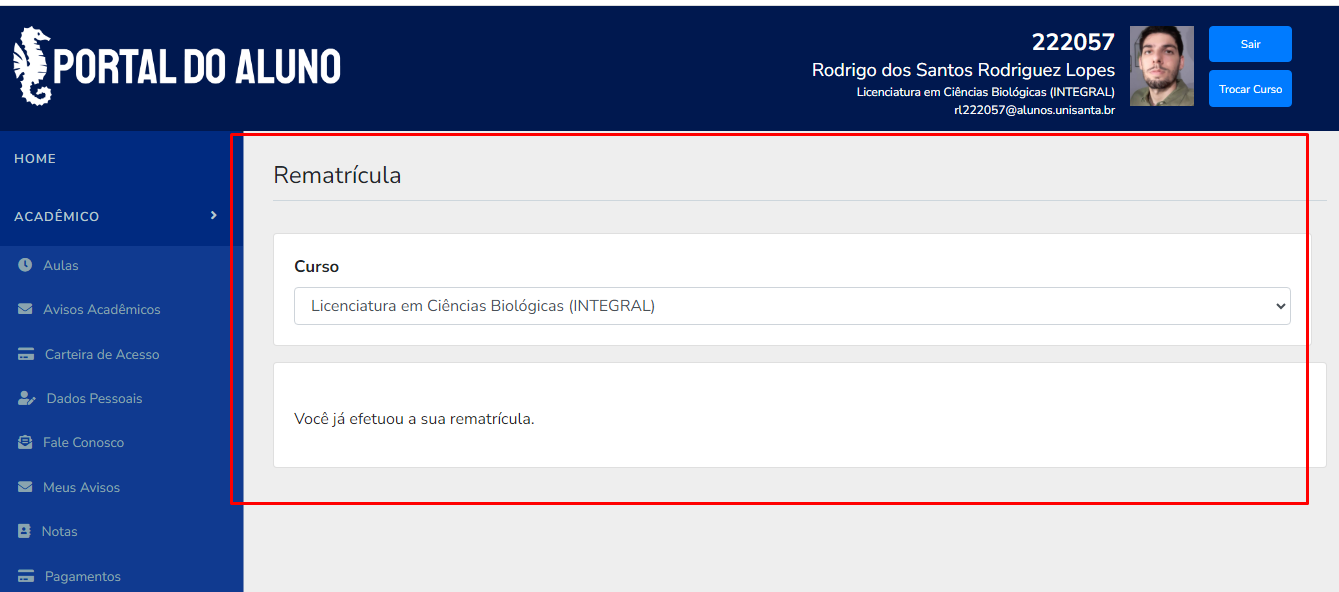 PORTAL DO ALUNO
222057
Rodrigo dos Santos Rodriguez Lopes
Licenciatura em Ciências Biológicas (INTEGRAL)
rl222057@alunos.unisanta.br
Sair
Trocar Curso
HOME
ACADÊMICO
Aulas
Avisos Acadêmicos
Carteira de Acesso
Dados Pessoais
Fale Conosco
Meus Avisos
Notas
Pagamentos
Rematrícula
Curso
Licenciatura em Ciências Biológicas (INTEGRAL)
Você já efetuou a sua rematrícula.